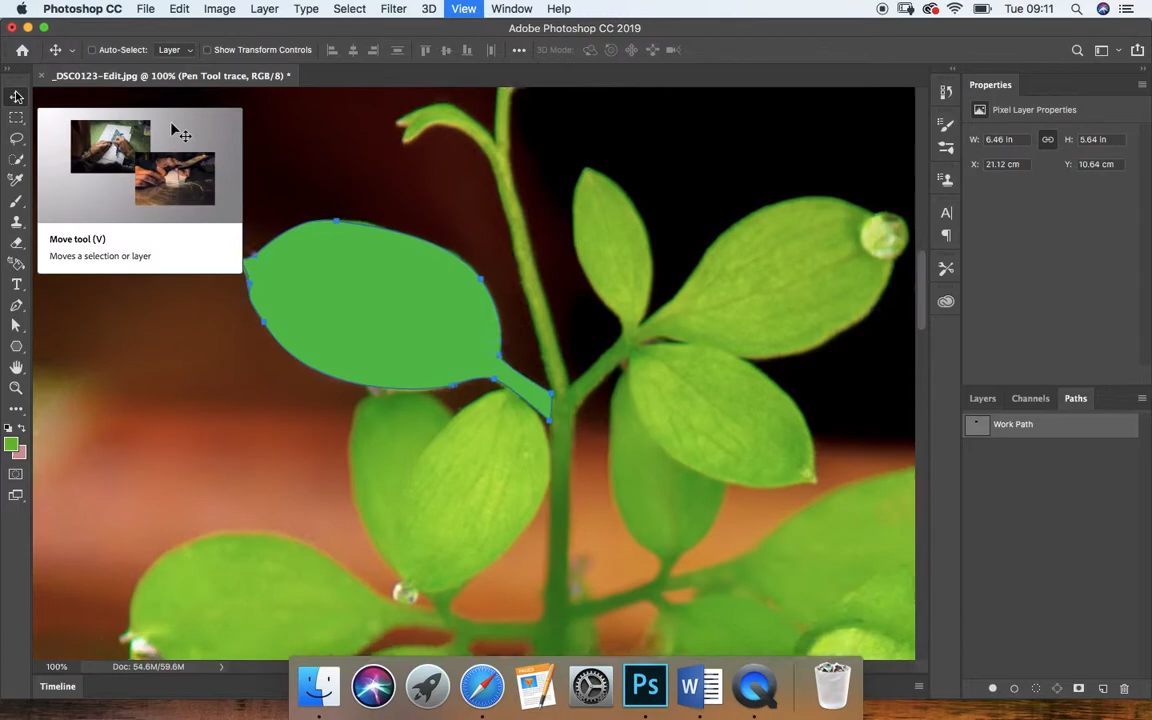 Photoshop CC File Edit Image Layer Type Select Filter 3D View Window Help Tue 09:11
Adobe Photoshop CC 2019
Auto-Select: Layer Show Transform Controls 3D Mode:
_DSC0123-Edit.jpg @ 100% (Pen Tool trace, RGB/8) *
Properties
Pixel Layer Properties
W: 6.46 in H: 5.64 in
X: 21.12 cm Y: 10.64 cm
Move tool (V)
Moves a selection or layer
Layers Channels Paths
Work Path
100% Doc: 54.6M/59.6M
Timeline
Ps
W